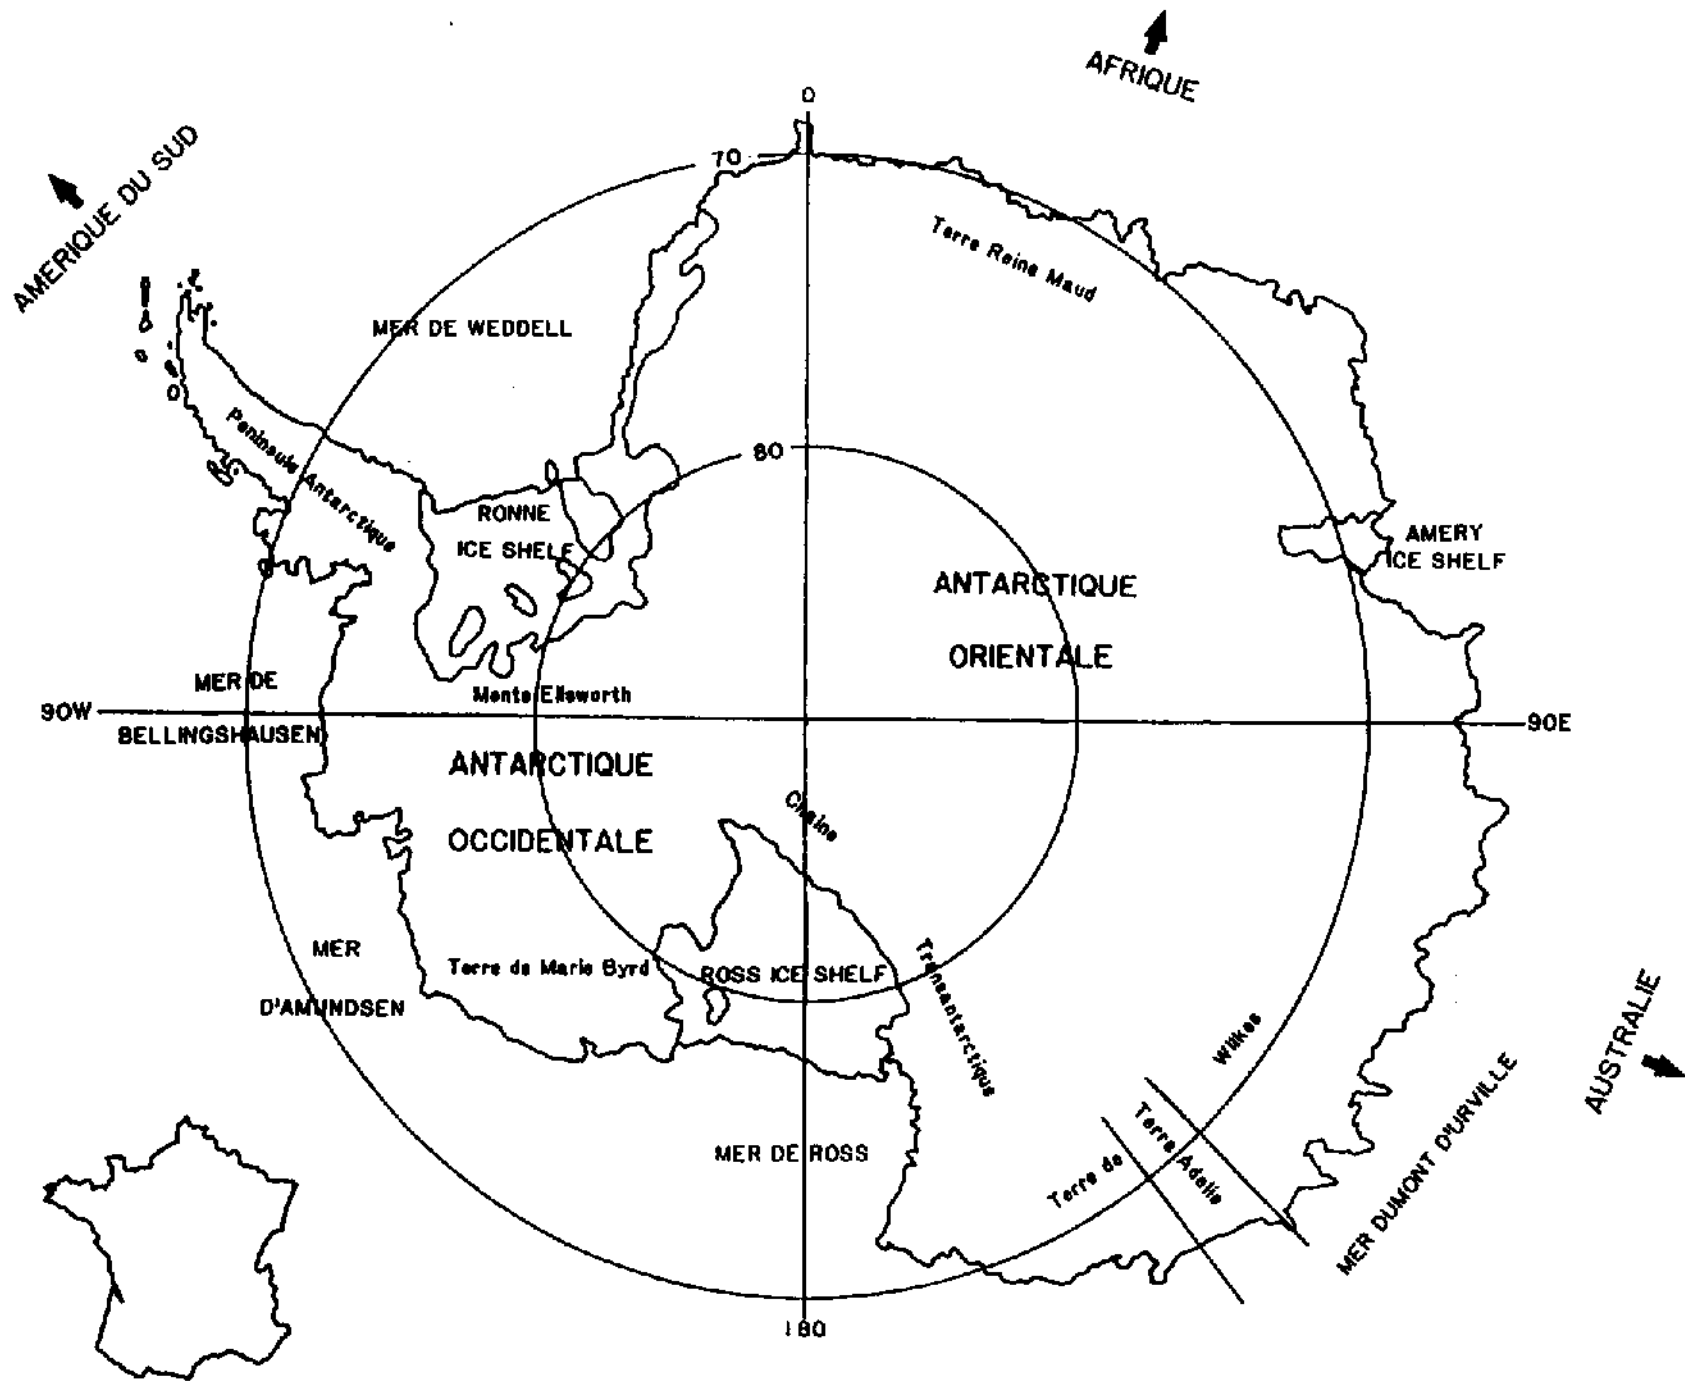 AFRIQUE
0
AMERIQUE DU SUD
70
Terre Reine Maud
MER DE WEDDELL
Peninsule Antarctique
80
RONNE
ICE SHELF
AMERY
ICE SHELF
ANTARCTIQUE
ORIENTALE
MER DE
BELLINGSHAUSEN
Monts Ellsworth
90W
90E
ANTARCTIQUE
OCCIDENTALE
Chaine
Transantarctique
MER
D'AMUNDSEN
Terre de Marie Byrd
ROSS ICE SHELF
Wilkes
AUSTRALIE
MER DE ROSS
Terre de
Terre Adelie
MER DUMONT D'URVILLE
180